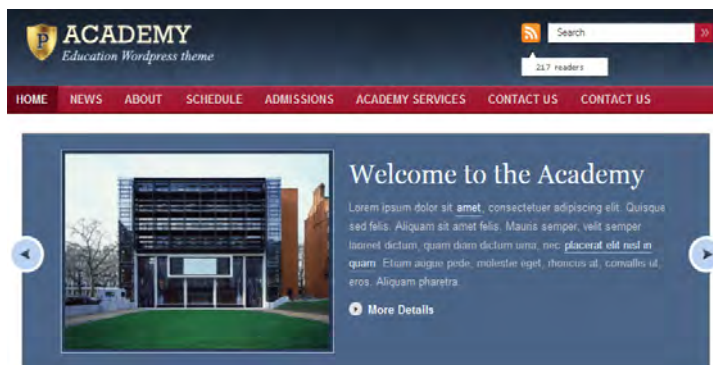 P
ACADEMY
Education Wordpress theme
Search
217 readers
HOME NEWS ABOUT SCHEDULE ADMISSIONS ACADEMY SERVICES CONTACT US CONTACT US
Welcome to the Academy
Lorem ipsum dolor sit amet, consectetuer adipiscing elit. Quisque
sed felis. Aliquam sit amet felis. Mauris semper, velit semper
laoreet dictum, quam diam dictum urna, nec placerat elit nisl in
quam. Etiam augue pede, molestie eget, rhoncus at, convallis ut,
eros. Aliquam pharetra.
More Details